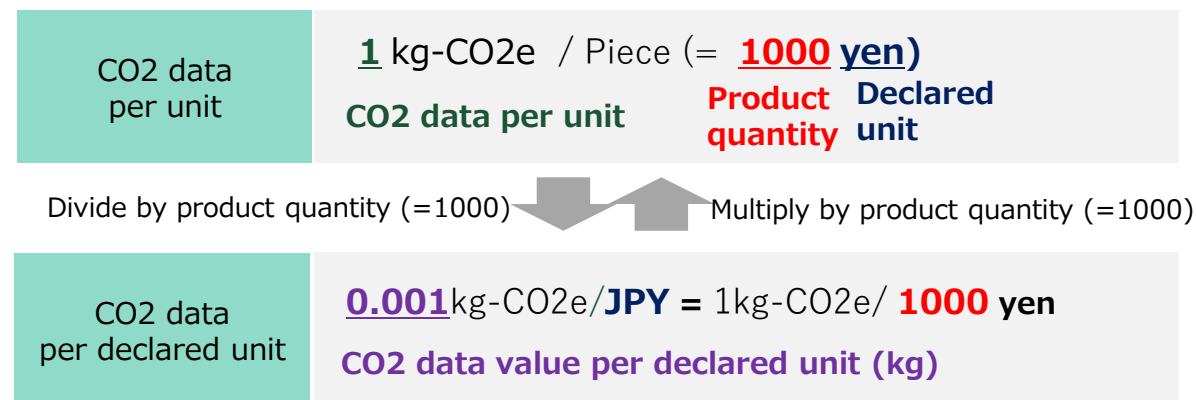 CO2 data
per unit
1 kg-CO2e / Piece (= 1000 yen)
CO2 data per unit
Product
quantity
Declared
unit
Divide by product quantity (=1000)
Multiply by product quantity (=1000)
CO2 data
per declared unit
0.001kg-CO2e/JPY = 1kg-CO2e/ 1000 yen
CO2 data value per declared unit (kg)